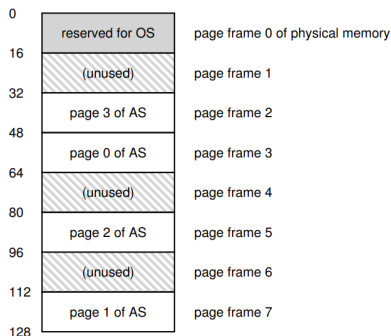 0
reserved for OS page frame 0 of physical memory
16
(unused) page frame 1
32
page 3 of AS page frame 2
48
page 0 of AS page frame 3
64
(unused) page frame 4
80
page 2 of AS page frame 5
96
(unused) page frame 6
112
page 1 of AS page frame 7
128